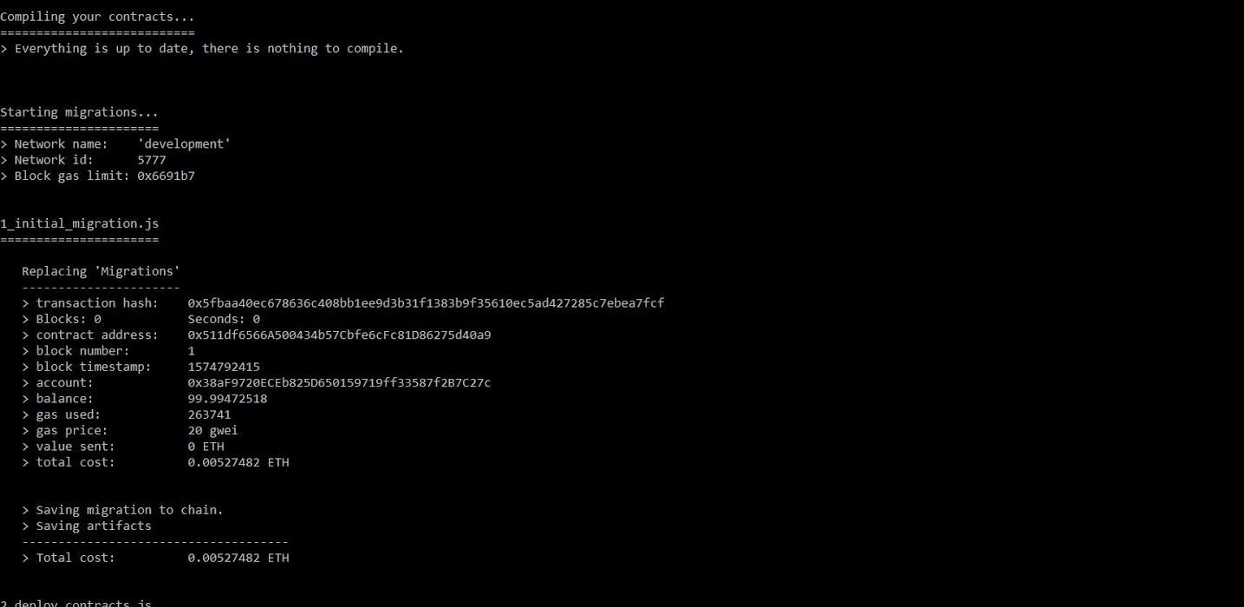 Compiling your contracts...
===========================
> Everything is up to date, there is nothing to compile.
Starting migrations...
======================
> Network name:    'development'
> Network id:      5777
> Block gas limit: 0x6691b7
1_initial_migration.js
======================
Replacing 'Migrations'
----------------------
> transaction hash:    0x5fbaa40ec678636c408bb1ee9d3b31f1383b9f35610ec5ad427285c7ebea7fcf
> Blocks: 0            Seconds: 0
> contract address:    0x511df6566A500434b57Cbfe6cFc81D86275d40a9
> block number:        1
> block timestamp:     1574792415
> account:             0x38aF9720ECEb825D650159719ff33587f2B7C27c
> balance:             99.99472518
> gas used:            263741
> gas price:           20 gwei
> value sent:          0 ETH
> total cost:          0.00527482 ETH
> Saving migration to chain.
> Saving artifacts
-------------------------------------
> Total cost:          0.00527482 ETH
2_deploy_contracts.js